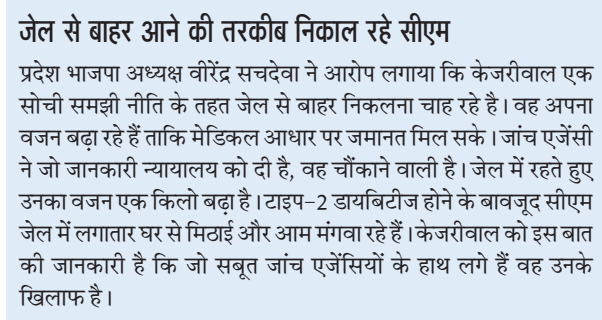 जेल से बाहर आने की तरकीब निकाल रहे सीएम
प्रदेश भाजपा अध्यक्ष वीरेंद्र सचदेवा ने आरोप लगाया कि केजरीवाल एक
सोची समझी नीति के तहत जेल से बाहर निकलना चाह रहे है। वह अपना
वजन बढ़ा रहे हैं ताकि मेडिकल आधार पर जमानत मिल सके। जांच एजेंसी
ने जो जानकारी न्यायालय को दी है, वह चौंकाने वाली है। जेल में रहते हुए
उनका वजन एक किलो बढ़ा है। टाइप-2 डायबिटीज होने के बावजूद सीएम
जेल में लगातार घर से मिठाई और आम मंगवा रहे हैं। केजरीवाल को इस बात
की जानकारी है कि जो सबूत जांच एजेंसियों के हाथ लगे हैं वह उनके
खिलाफ है।